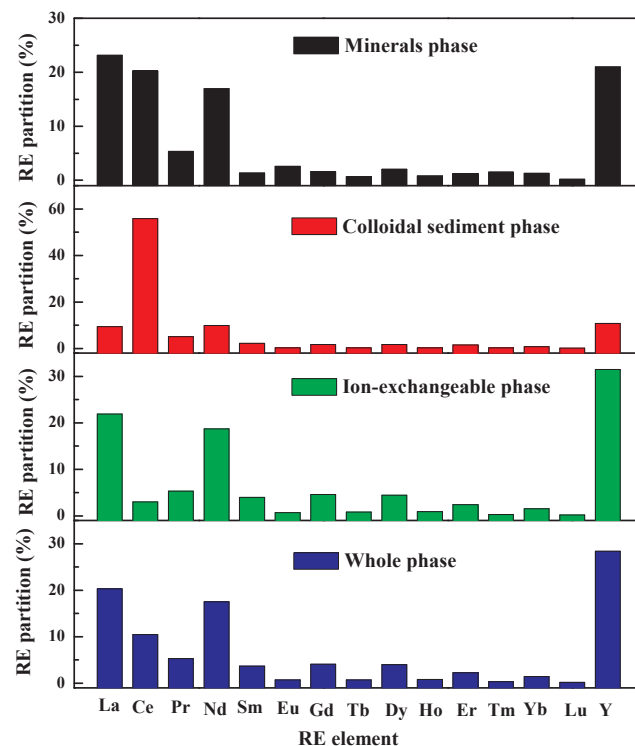 30
20
10
0
RE partition (%)
Minerals phase
60
40
20
0
RE partition (%)
Colloidal sediment phase
30
20
10
0
RE partition (%)
Ion-exchangeable phase
30
20
10
0
RE partition (%)
Whole phase
La Ce Pr Nd Sm Eu Gd Tb Dy Ho Er Tm Yb Lu Y
RE element